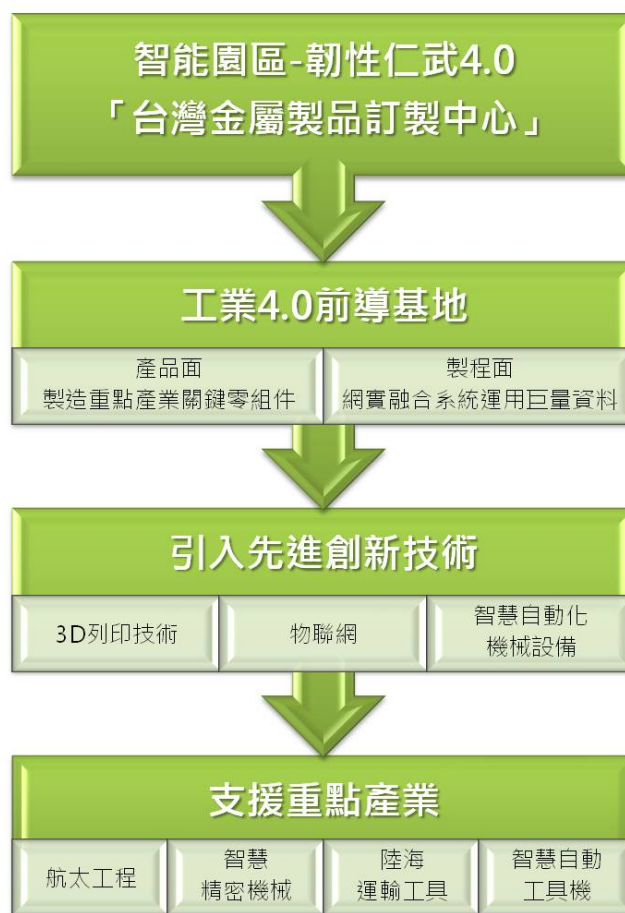 智能園區-韌性仁武4.0
「台灣金屬製品訂製中心」
工業4.0前導基地
產品面
製造重點產業關鍵零組件
製程面
網實融合系統運用巨量資料
引入先進創新技術
3D列印技術
物聯網
智慧自動化
機械設備
支援重點產業
航太工程
智慧
精密機械
陸海
運輸工具
智慧自動
工具機